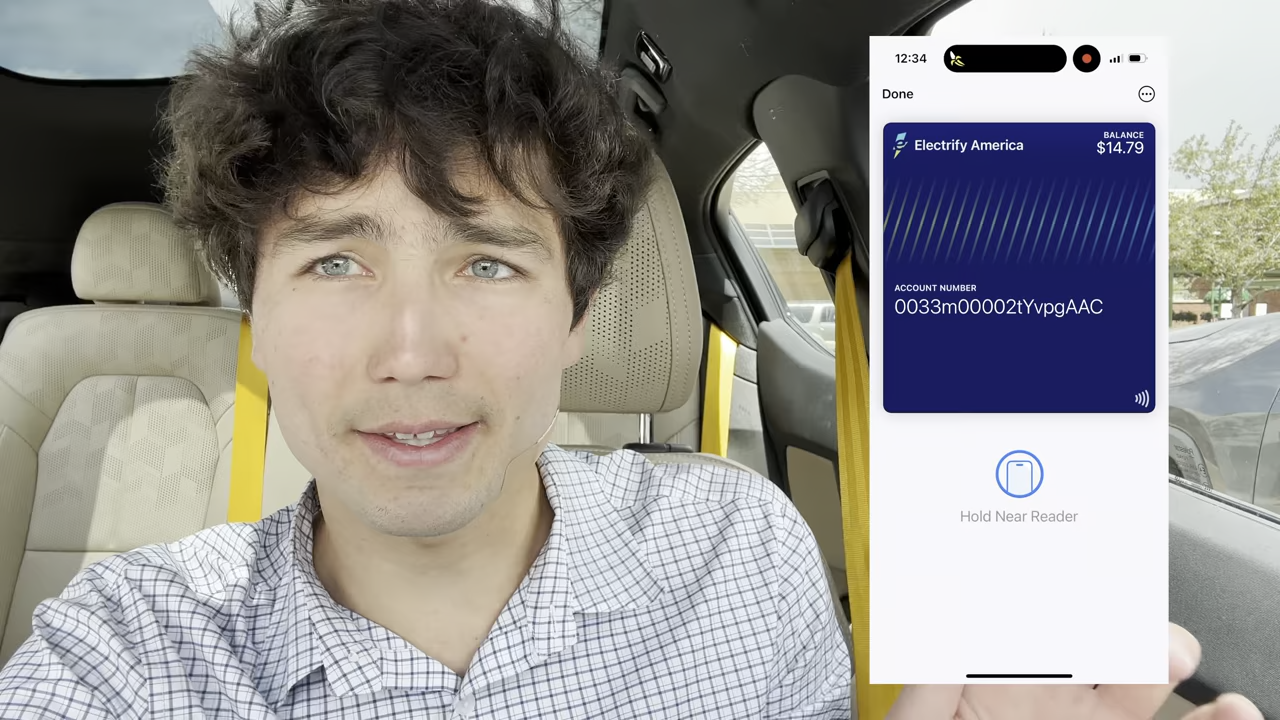 12:34
Done
Electrify America
BALANCE
$14.79
ACCOUNT NUMBER
0033m00002tYvpgAAC
Hold Near Reader